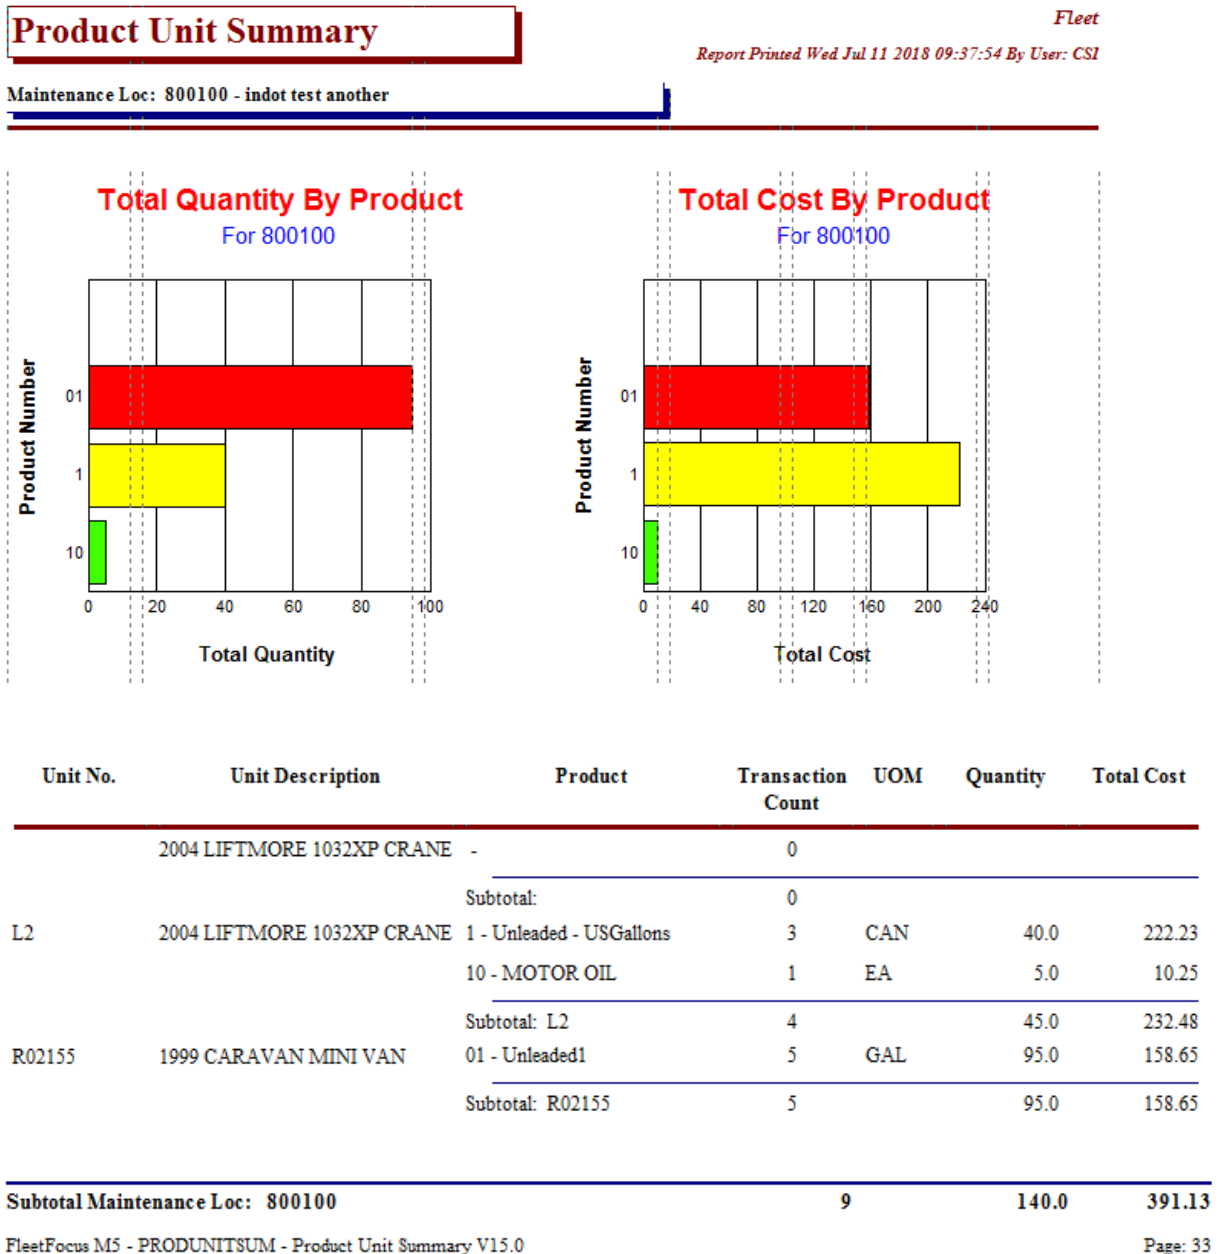 Product Unit Summary
Fleet
Report Printed Wed Jul 11 2018 09:37:54 By User: CSI
Maintenance Loc: 800100 - indot test another
Total Quantity By Product
For 800100
Product Number
01
1
10
0 20 40 60 80 100
Total Quantity
Total Cost By Product
For 800100
Product Number
01
1
10
0 40 80 120 160 200 240
Total Cost
Unit No. Unit Description Product Transaction UOM Quantity Total Cost
Count
2004 LIFTMORE 1032XP CRANE - 0
Subtotal: 0
L2 2004 LIFTMORE 1032XP CRANE 1 - Unleaded - USGallons 3 CAN 40.0 222.23
10 - MOTOR OIL 1 EA 5.0 10.25
Subtotal: L2 4 45.0 232.48
R02155 1999 CARAVAN MINI VAN 01 - Unleaded1 5 GAL 95.0 158.65
Subtotal: R02155 5 95.0 158.65
Subtotal Maintenance Loc: 800100 9 140.0 391.13
FleetFocus M5 - PRODUNITSUM - Product Unit Summary V15.0 Page: 33